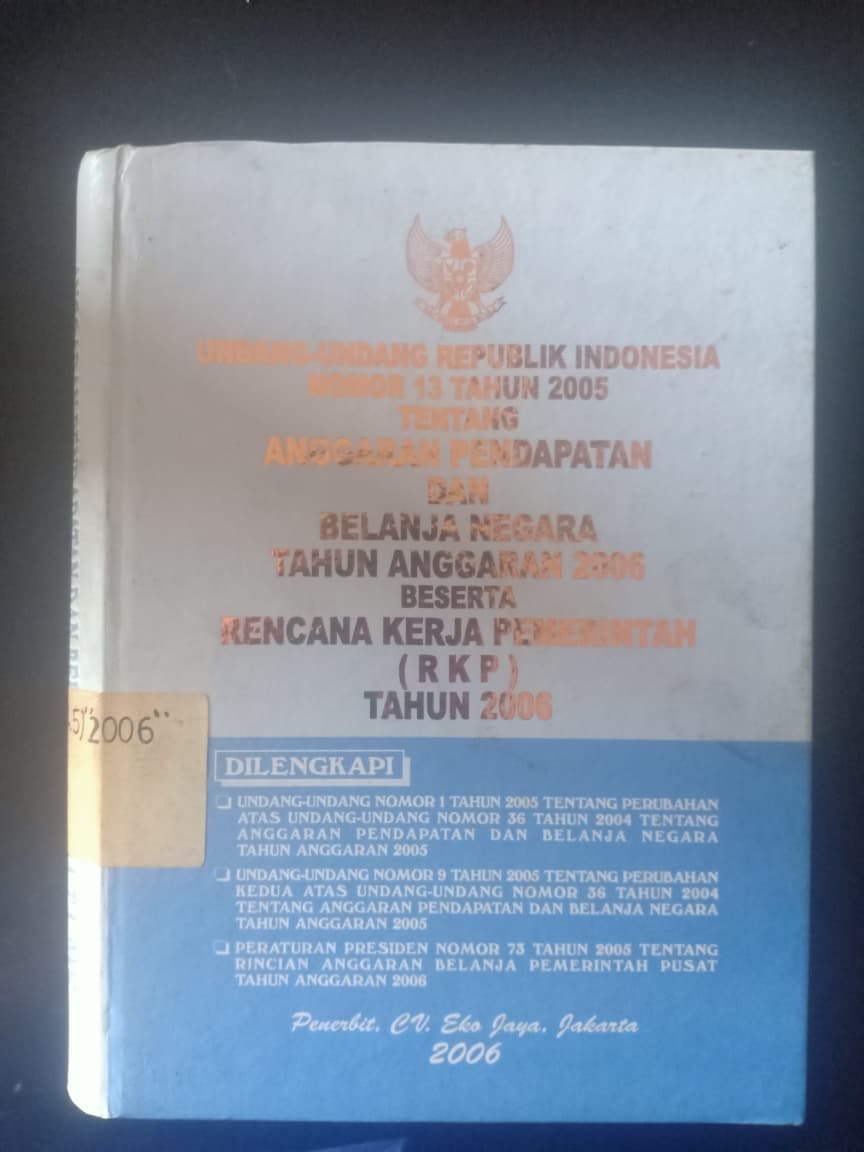 UNDANG-UNDANG REPUBLIK INDONESIA
NOMOR 13 TAHUN 2005
TENTANG
ANGGARAN PENDAPATAN
DAN
BELANJA NEGARA
TAHUN ANGGARAN 2006
BESERTA
RENCANA KERJA PEMERINTAH
( R K P )
TAHUN 2006
5)"2006"
DILENGKAPI
❏ UNDANG-UNDANG NOMOR 1 TAHUN 2005 TENTANG PERUBAHAN
ATAS UNDANG-UNDANG NOMOR 36 TAHUN 2004 TENTANG
ANGGARAN PENDAPATAN DAN BELANJA NEGARA
TAHUN ANGGARAN 2005
❏ UNDANG-UNDANG NOMOR 9 TAHUN 2005 TENTANG PERUBAHAN
KEDUA ATAS UNDANG-UNDANG NOMOR 36 TAHUN 2004
TENTANG ANGGARAN PENDAPATAN DAN BELANJA NEGARA
TAHUN ANGGARAN 2005
❏ PERATURAN PRESIDEN NOMOR 73 TAHUN 2005 TENTANG
RINCIAN ANGGARAN BELANJA PEMERINTAH PUSAT
TAHUN ANGGARAN 2006
Penerbit. CV. Eko Jaya, Jakarta
2006